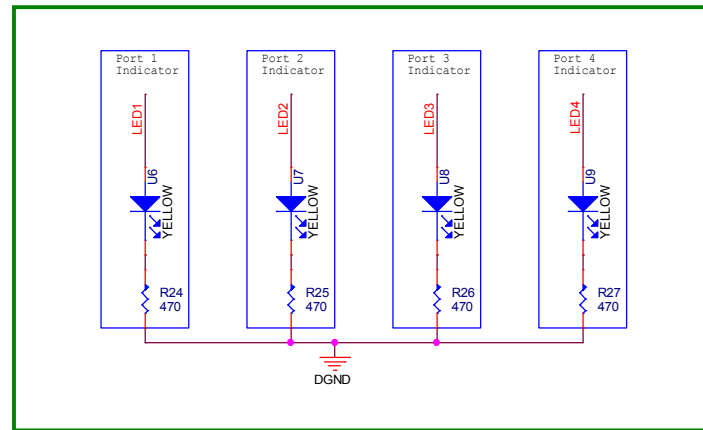 Port 1
Indicator
Port 2
Indicator
Port 3
Indicator
Port 4
Indicator
LED1
LED2
LED3
LED4
U6
YELLOW
U7
YELLOW
U8
YELLOW
U9
YELLOW
R24
470
R25
470
R26
470
R27
470
DGND